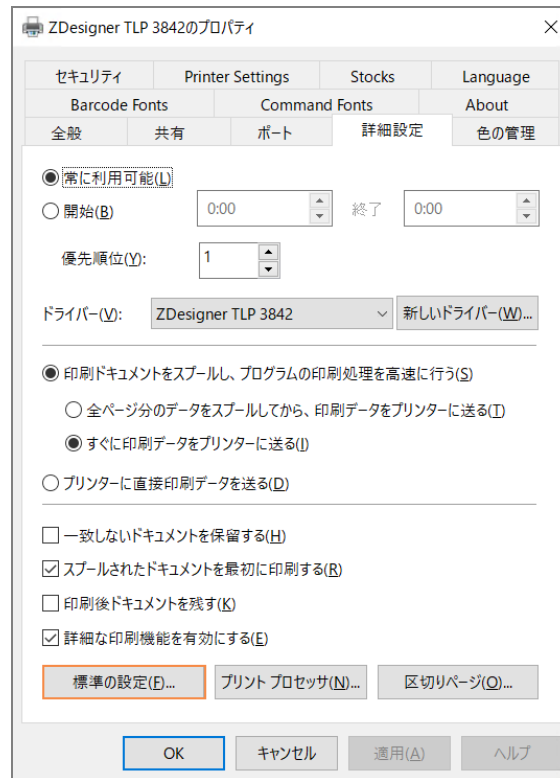 ZDesigner TLP 3842のプロパティ
セキュリティ Printer Settings Stocks Language
Barcode Fonts Command Fonts About
全般 共有 ポート 詳細設定 色の管理
常に利用可能(L)
開始(B) 0:00 終了 0:00
優先順位(Y): 1
ドライバー(V): ZDesigner TLP 3842 新しいドライバー(W)...
印刷ドキュメントをスプールし、プログラムの印刷処理を高速に行う(S)
全ページ分のデータをスプールしてから、印刷データをプリンターに送る(T)
すぐに印刷データをプリンターに送る(I)
プリンターに直接印刷データを送る(D)
一致しないドキュメントを保留する(H)
スプールされたドキュメントを最初に印刷する(R)
印刷後ドキュメントを残す(K)
詳細な印刷機能を有効にする(E)
標準の設定(F)... プリント プロセッサ(N)... 区切りページ(O)...
OK キャンセル 適用(A) ヘルプ